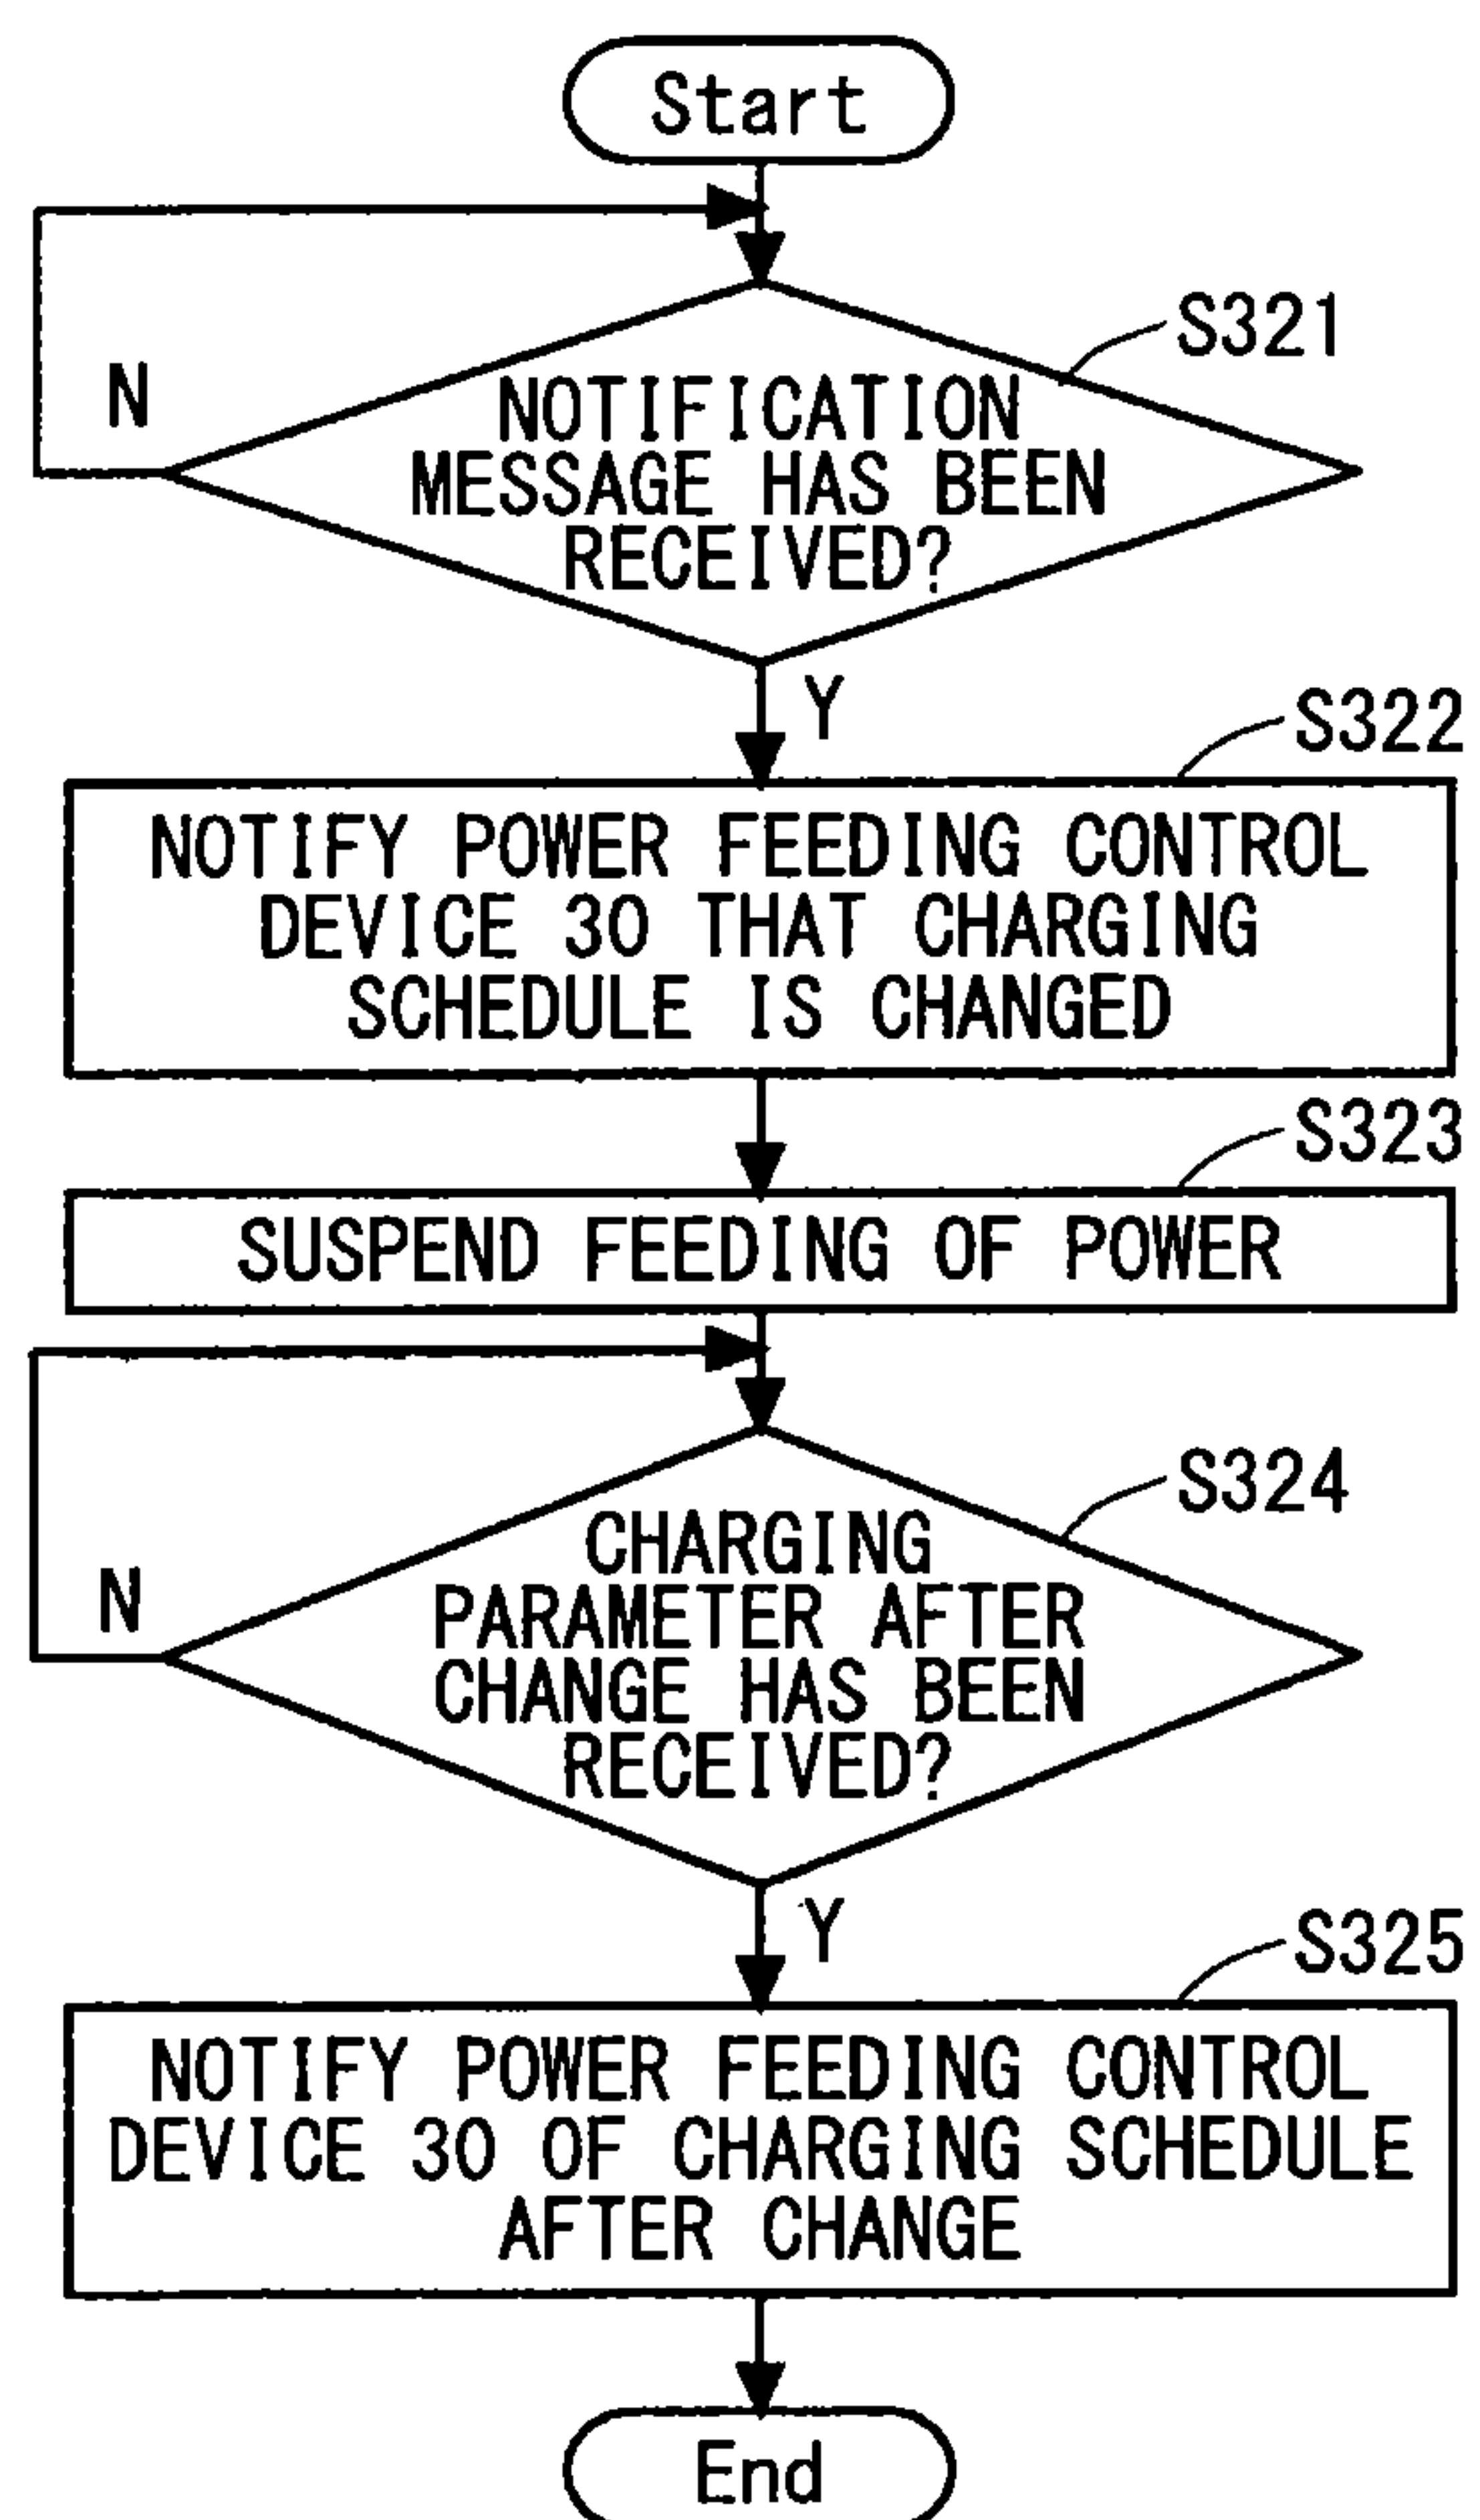 Start
S321
N
NOTIFICATION
MESSAGE HAS BEEN
RECEIVED?
Y
S322
NOTIFY POWER FEEDING CONTROL
DEVICE 30 THAT CHARGING
SCHEDULE IS CHANGED
S323
SUSPEND FEEDING OF POWER
S324
N
CHARGING
PARAMETER AFTER
CHANGE HAS BEEN
RECEIVED?
Y
S325
NOTIFY POWER FEEDING CONTROL
DEVICE 30 OF CHARGING SCHEDULE
AFTER CHANGE
End